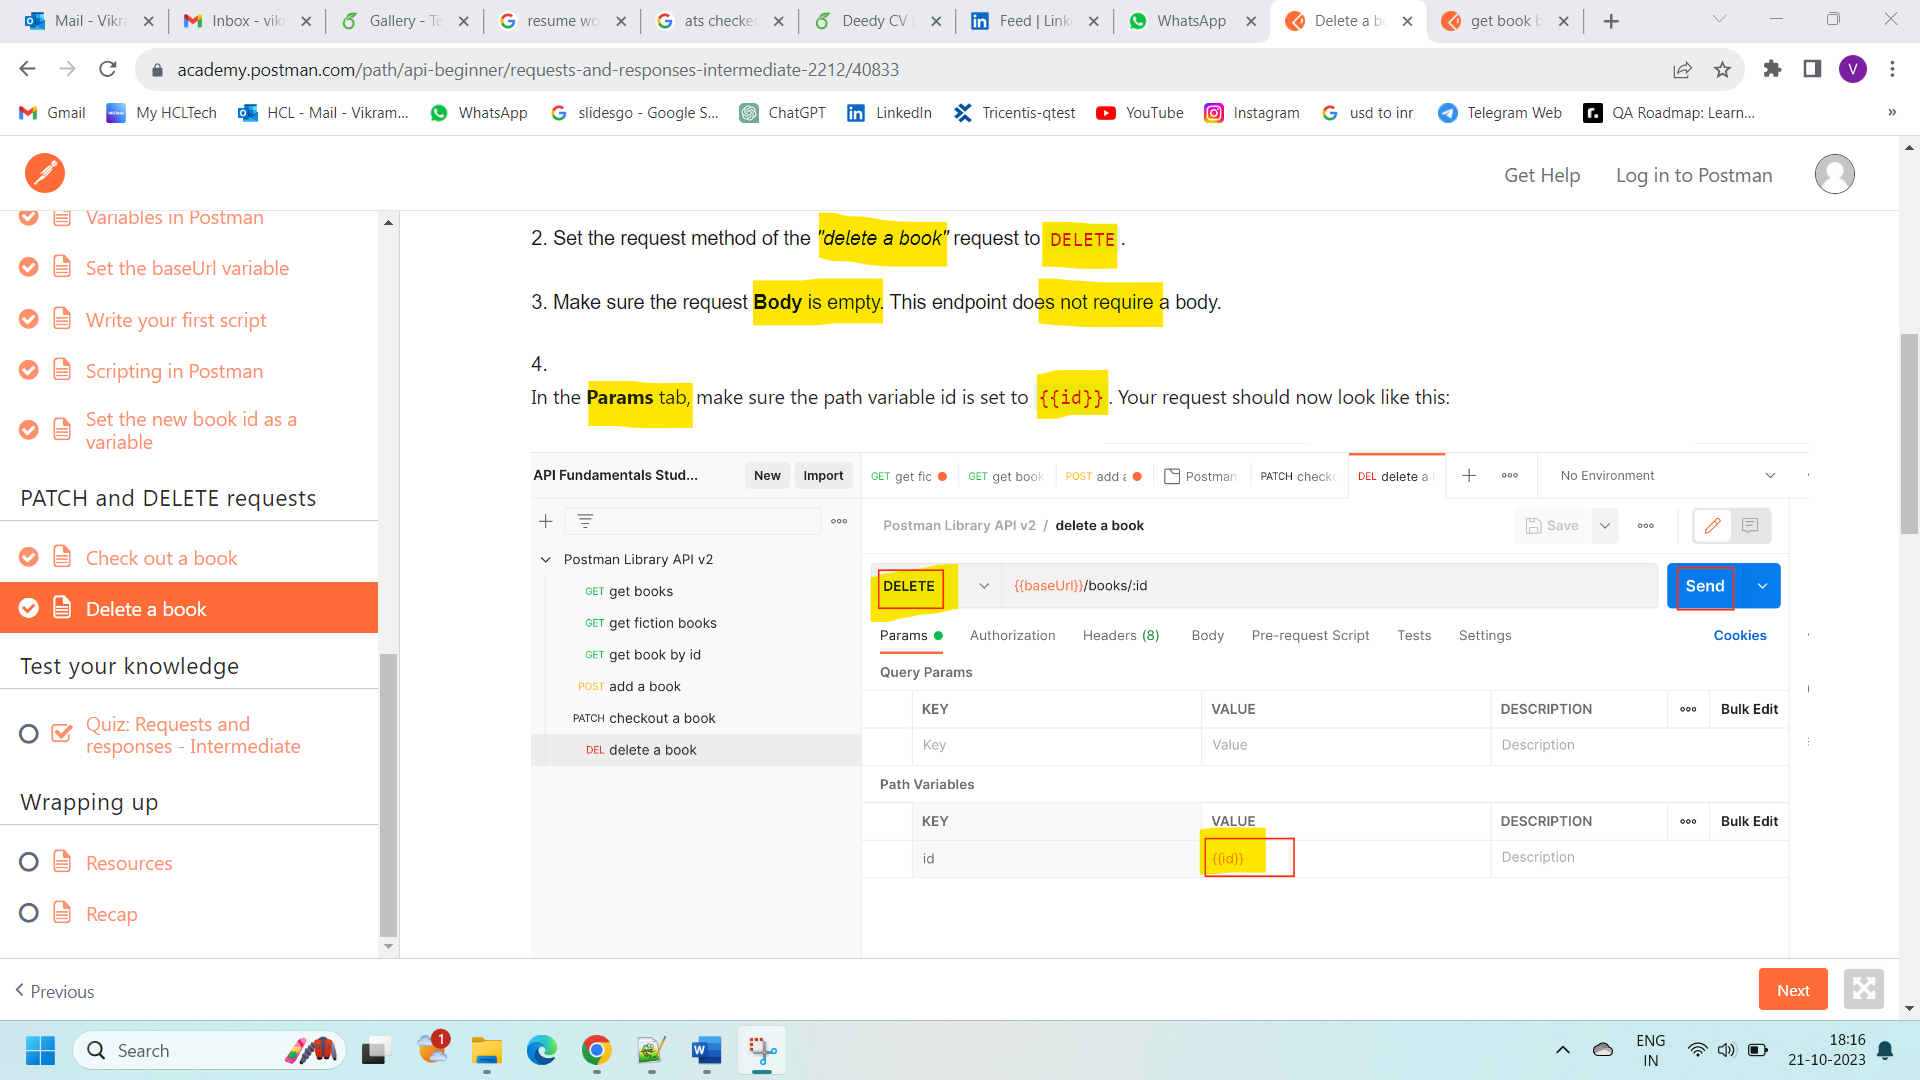 Mail - Vikra
Inbox - vik
Gallery - Te
resume wo
ats checke
Deedy CV (
Feed | Link
WhatsApp
Delete a b
get book b
academy.postman.com/path/api-beginner/requests-and-responses-intermediate-2212/40833
V
Gmail
My HCLTech
HCL - Mail - Vikram...
WhatsApp
slidesgo - Google S...
ChatGPT
LinkedIn
Tricentis-qtest
YouTube
Instagram
usd to inr
Telegram Web
QA Roadmap: Learn...
»
Get Help
Log in to Postman
Variables in Postman
Set the baseUrl variable
Write your first script
Scripting in Postman
Set the new book id as a
variable
PATCH and DELETE requests
Check out a book
Delete a book
Test your knowledge
Quiz: Requests and
responses - Intermediate
Wrapping up
Resources
Recap
2. Set the request method of the "delete a book" request to DELETE .
3. Make sure the request Body is empty. This endpoint does not require a body.
4.
In the Params tab, make sure the path variable id is set to {{id}} . Your request should now look like this:
API Fundamentals Stud...
New
Import
GET get fic
GET get book
POST add a
Postman
PATCH checkc
DEL delete a
No Environment
Postman Library API v2 / delete a book
Save
Postman Library API v2
GET get books
GET get fiction books
GET get book by id
POST add a book
PATCH checkout a book
DEL delete a book
DELETE
{{baseUrl}}/books/:id
Send
Params
Authorization
Headers (8)
Body
Pre-request Script
Tests
Settings
Cookies
Query Params
KEY VALUE DESCRIPTION Bulk Edit
Key Value Description
Path Variables
KEY VALUE DESCRIPTION Bulk Edit
id {{id}} Description
Previous
Next
Search
1
ENG
IN
18:16
21-10-2023